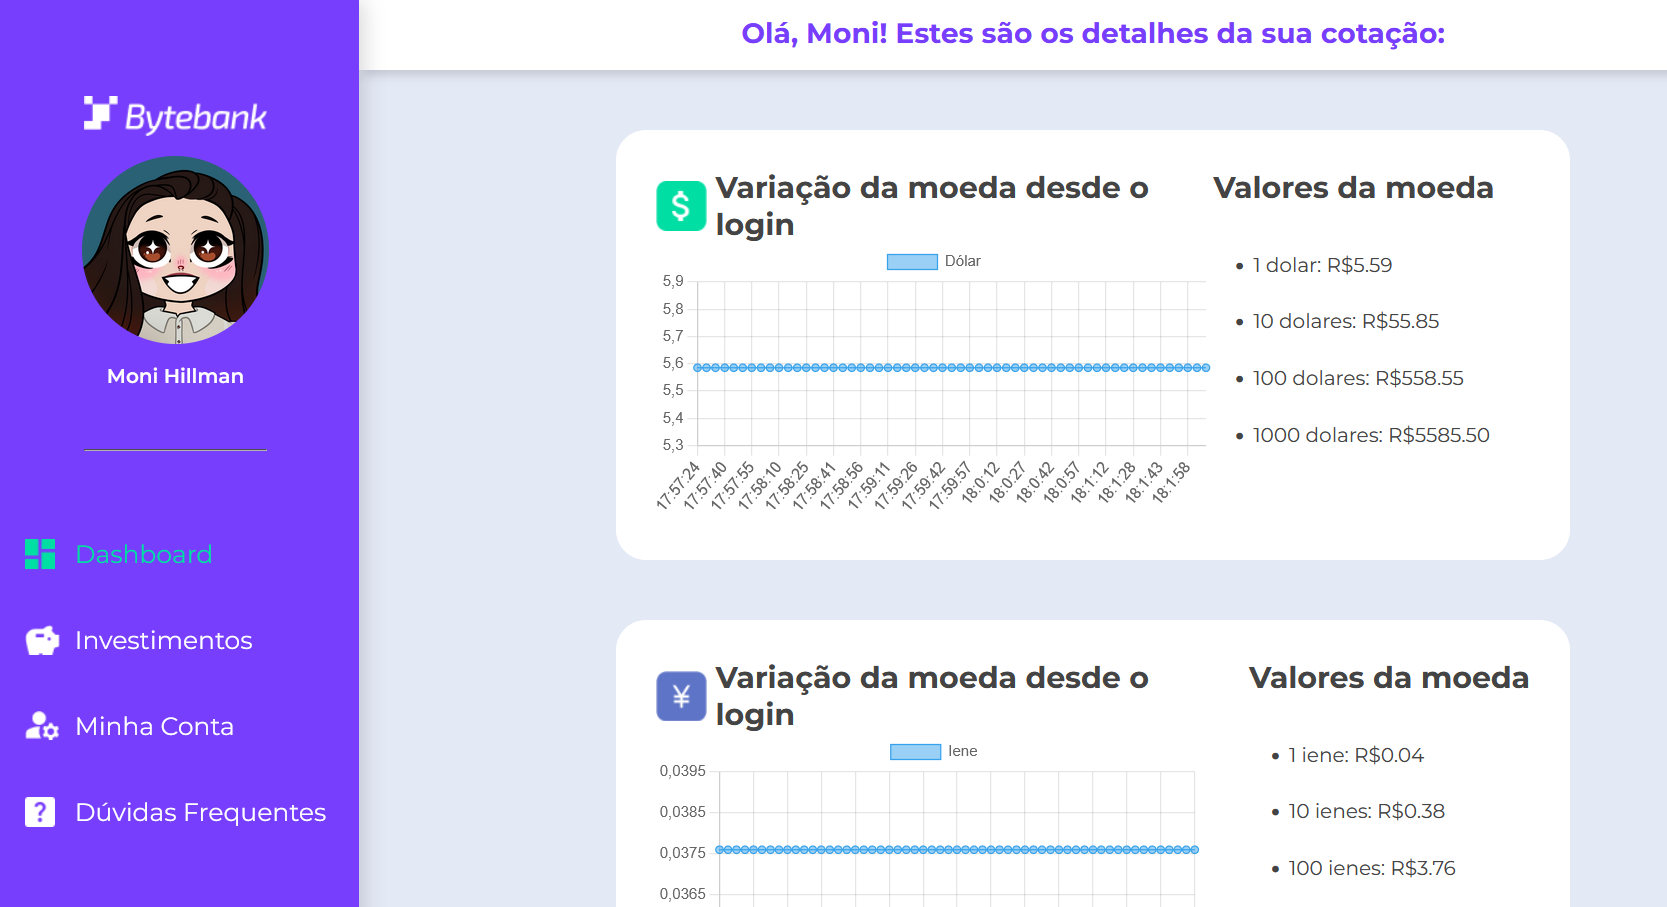 Olá, Moni! Estes são os detalhes da sua cotação:
Bytebank
Moni Hillman
Dashboard
Investimentos
Minha Conta
Dúvidas Frequentes
$
Variação da moeda desde o
login
Dólar
5,9
5,8
5,7
5,6
5,5
5,4
5,3
17:57:24
17:57:40
17:57:55
17:58:10
17:58:25
17:58:41
17:58:56
17:59:11
17:59:26
17:59:42
17:59:57
18:0:12
18:0:27
18:0:42
18:0:57
18:1:12
18:1:28
18:1:43
18:1:58
Valores da moeda
1 dolar: R$5.59
10 dolares: R$55.85
100 dolares: R$558.55
1000 dolares: R$5585.50
¥
Variação da moeda desde o
login
Iene
0,0395
0,0385
0,0375
0,0365
Valores da moeda
1 iene: R$0.04
10 ienes: R$0.38
100 ienes: R$3.76